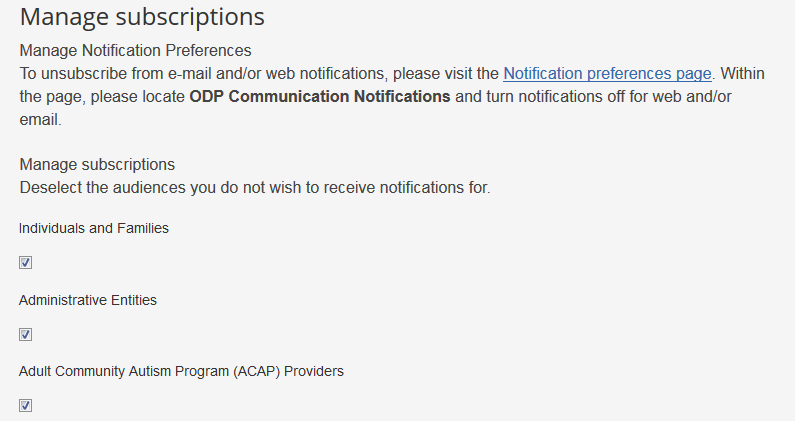 Manage subscriptions
Manage Notification Preferences
To unsubscribe from e-mail and/or web notifications, please visit the Notification preferences page. Within
the page, please locate ODP Communication Notifications and turn notifications off for web and/or
email.
Manage subscriptions
Deselect the audiences you do not wish to receive notifications for.
Individuals and Families
Administrative Entities
Adult Community Autism Program (ACAP) Providers